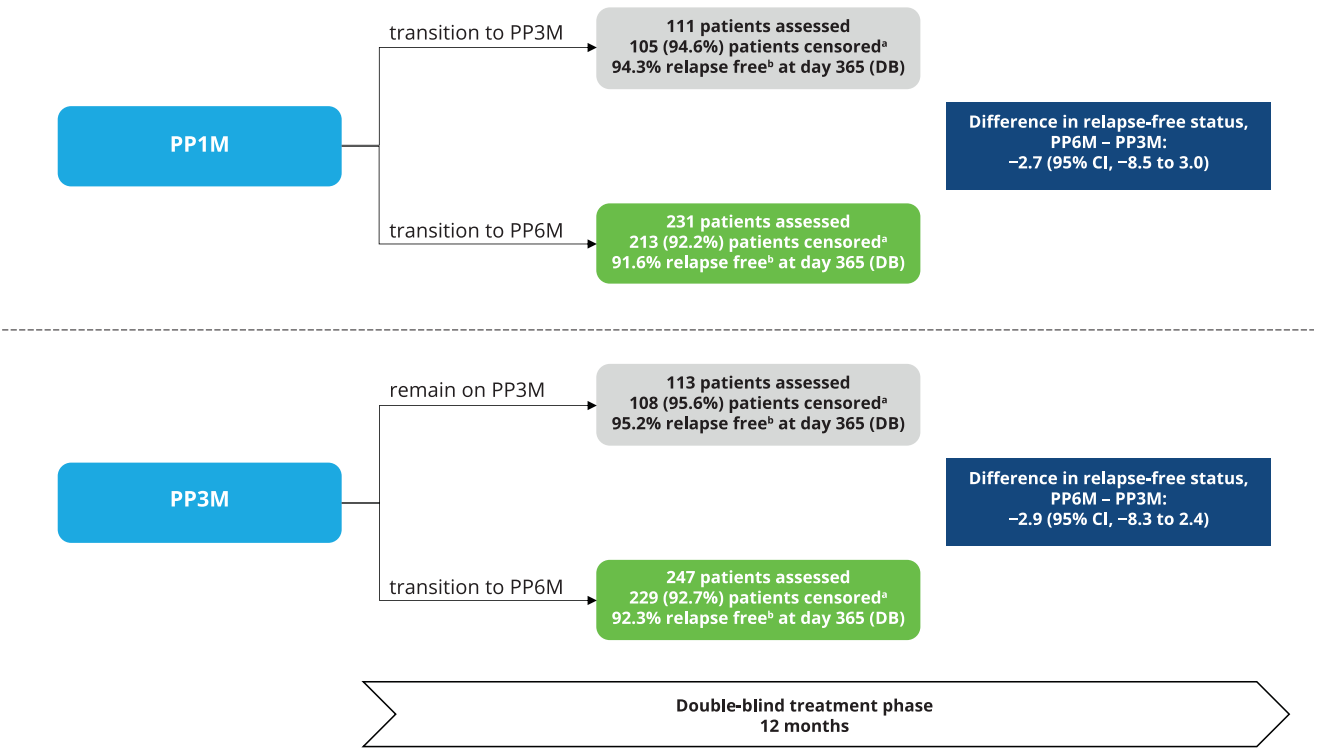 transition to PP3M
111 patients assessed
105 (94.6%) patients censoredᵃ
94.3% relapse freeᵇ at day 365 (DB)
PP1M
Difference in relapse-free status,
PP6M – PP3M:
−2.7 (95% CI, −8.5 to 3.0)
transition to PP6M
231 patients assessed
213 (92.2%) patients censoredᵃ
91.6% relapse freeᵇ at day 365 (DB)
remain on PP3M
113 patients assessed
108 (95.6%) patients censoredᵃ
95.2% relapse freeᵇ at day 365 (DB)
PP3M
Difference in relapse-free status,
PP6M – PP3M:
−2.9 (95% CI, −8.3 to 2.4)
transition to PP6M
247 patients assessed
229 (92.7%) patients censoredᵃ
92.3% relapse freeᵇ at day 365 (DB)
Double-blind treatment phase
12 months